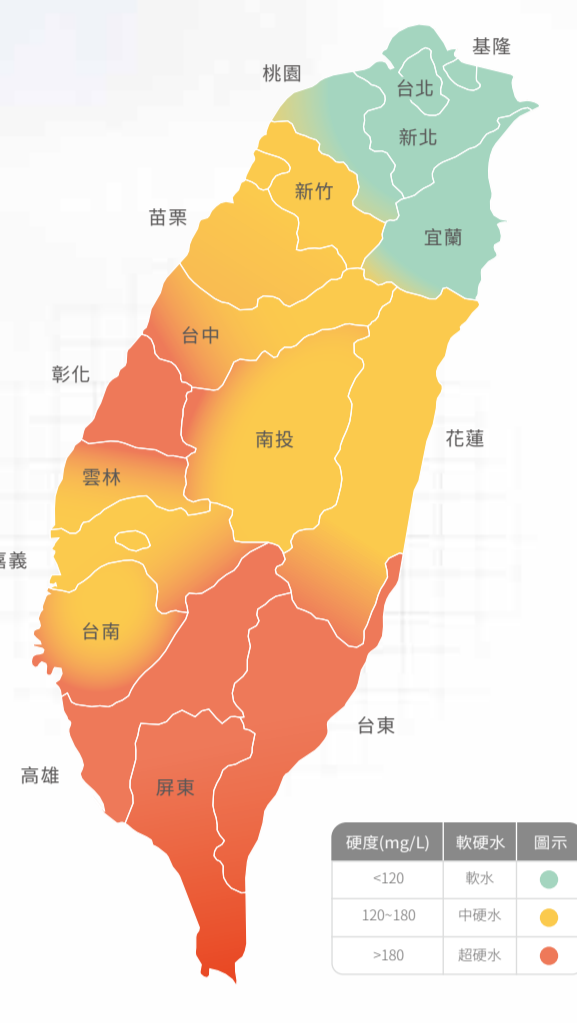 基隆
桃園
台北
新北
新竹
苗栗
宜蘭
台中
彰化
南投
花蓮
雲林
嘉義
台南
台東
高雄
屏東
硬度(mg/L) 軟硬水 圖示
<120 軟水
120~180 中硬水
>180 超硬水